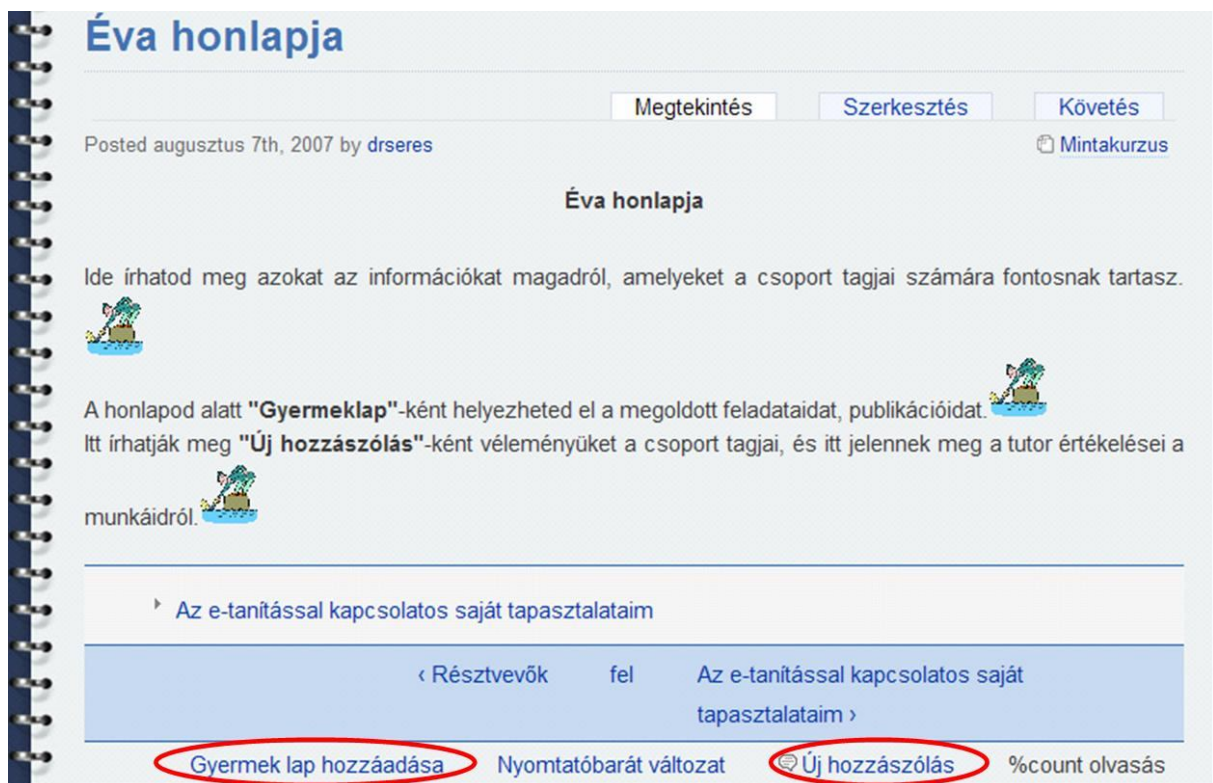 Éva honlapja
Megtekintés Szerkesztés Követés
Posted augusztus 7th, 2007 by drseres Mintakurzus
Éva honlapja
Ide írhatod meg azokat az információkat magadról, amelyeket a csoport tagjai számára fontosnak tartasz.
A honlapod alatt "Gyermeklap"-ként helyezheted el a megoldott feladataidat, publikációidat.
Itt írhatják meg "Új hozzászólás"-ként véleményüket a csoport tagjai, és itt jelennek meg a tutor értékelései a
munkáidról.
Az e-tanítással kapcsolatos saját tapasztalataim
‹ Résztvevők fel Az e-tanítással kapcsolatos saját
tapasztalataim ›
Gyermek lap hozzáadása Nyomtatóbarát változat Új hozzászólás %count olvasás